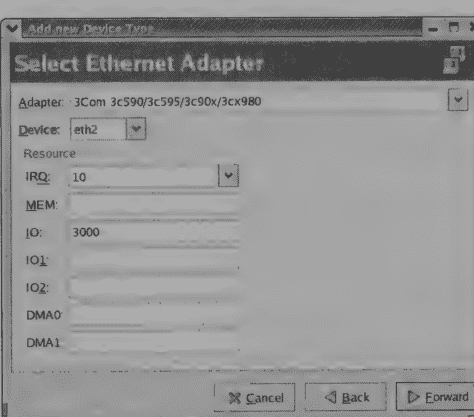 Add new Device Type
Select Ethernet Adapter
Adapter: 3Com 3c590/3c595/3c90x/3cx980
Device: eth2
Resource
IRQ: 10
MEM:
IO: 3000
IO1:
IO2:
DMA0
DMA1
Cancel Back Forward